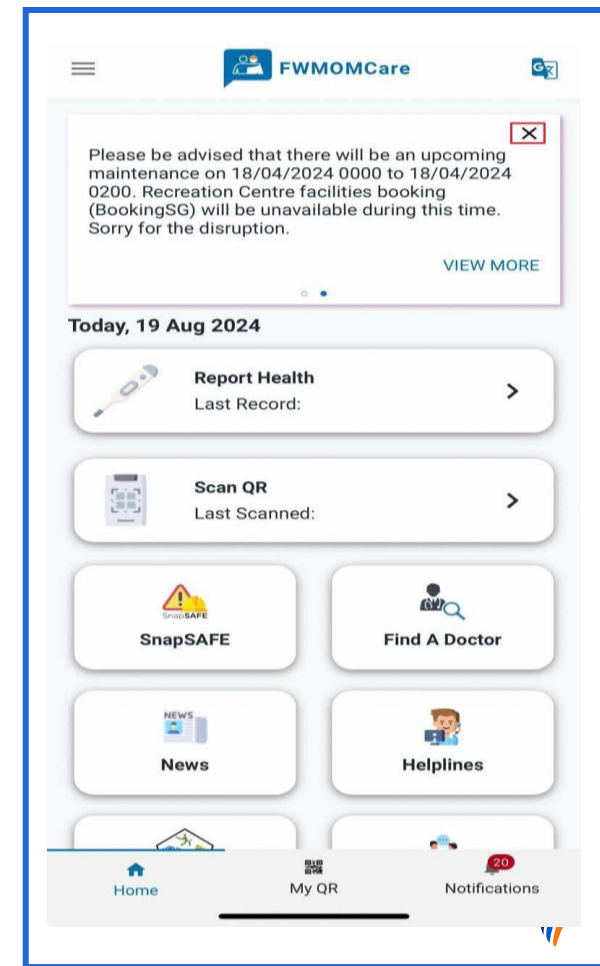 FWMOMCare
Please be advised that there will be an upcoming
maintenance on 18/04/2024 0000 to 18/04/2024
0200. Recreation Centre facilities booking
(BookingSG) will be unavailable during this time.
Sorry for the disruption.
VIEW MORE
Today, 19 Aug 2024
Report Health
Last Record:
Scan QR
Last Scanned:
SnapSAFE
SnapSAFE
Find A Doctor
NEWS
News
Helplines
20
Home
My QR
Notifications